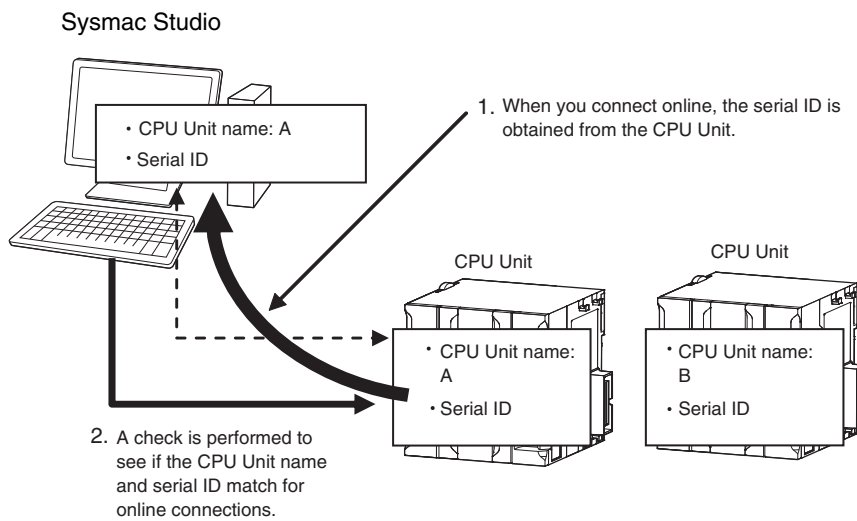 Sysmac Studio
• CPU Unit name: A
• Serial ID
1. When you connect online, the serial ID is
obtained from the CPU Unit.
CPU Unit
• CPU Unit name:
A
• Serial ID
CPU Unit
• CPU Unit name:
B
• Serial ID
2. A check is performed to
see if the CPU Unit name
and serial ID match for
online connections.